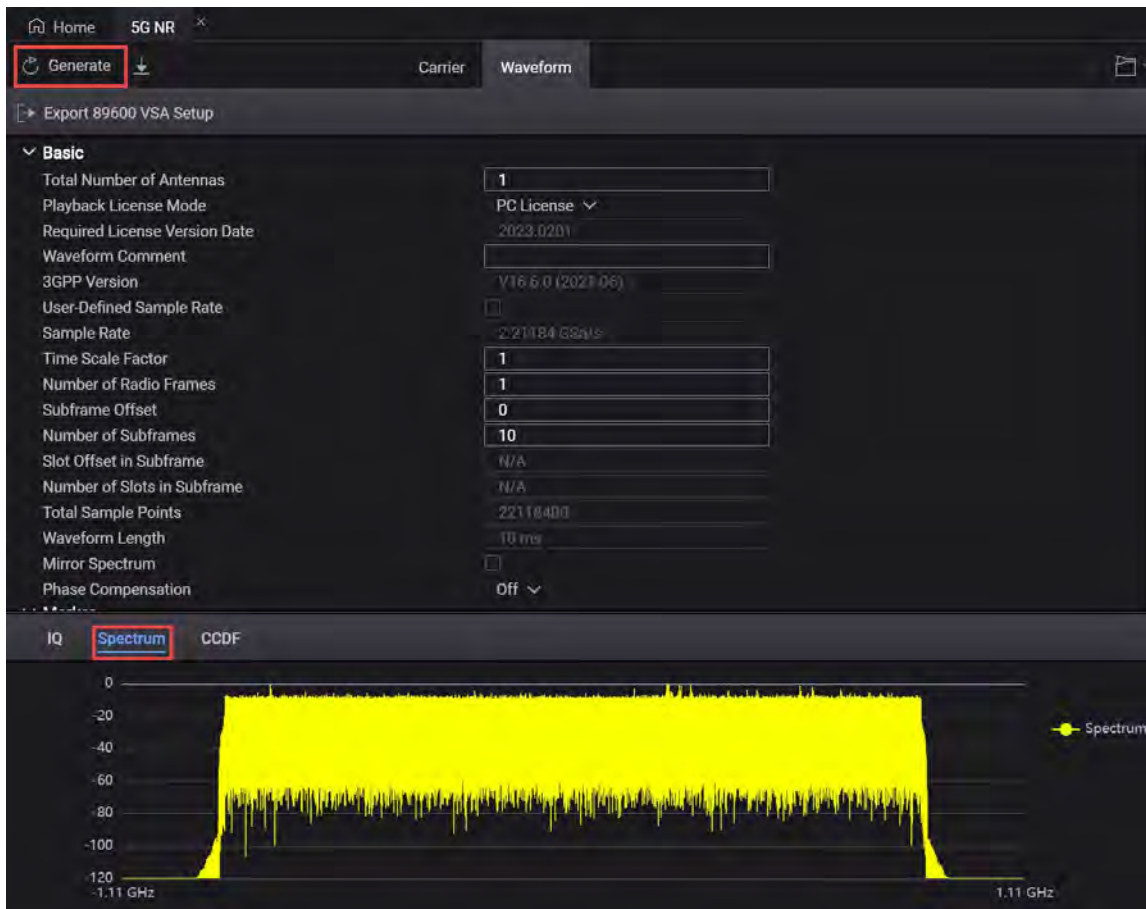 Home 5G NR ×
Generate Carrier Waveform
Export 89600 VSA Setup
Basic
Total Number of Antennas 1
Playback License Mode PC License
Required License Version Date 2023.0201
Waveform Comment
3GPP Version V16.6.0 (2021-06)
User-Defined Sample Rate
Sample Rate 2.21184 GSa/s
Time Scale Factor 1
Number of Radio Frames 1
Subframe Offset 0
Number of Subframes 10
Slot Offset in Subframe N/A
Number of Slots in Subframe N/A
Total Sample Points 22118400
Waveform Length 10 ms
Mirror Spectrum
Phase Compensation Off
IQ Spectrum CCDF
0
-20
Spectrum
-40
-60
-80
-100
-120
-1.11 GHz 1.11 GHz